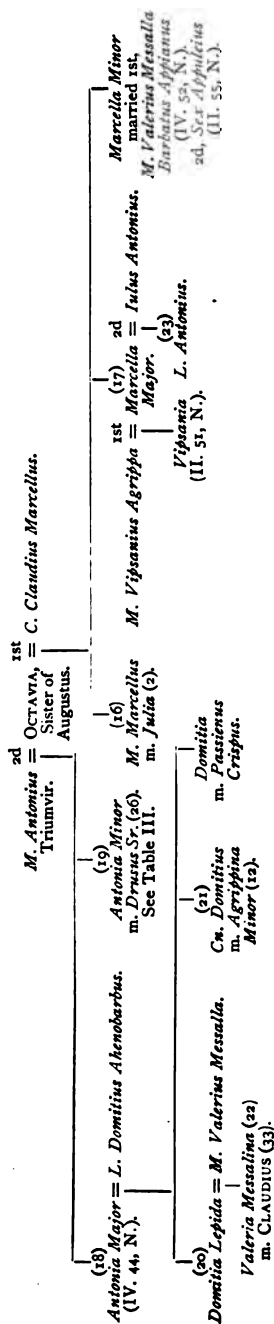 2d 1st
M. Antonius = OCTAVIA, = C. Claudius Marcellus.
Triumvir. Sister of
Augustus.
(18)
Antonia Major = L. Domitius Ahenobarbus.
(IV. 44, N.).
(19)
Antonia Minor
m. Drusus Sr. (26).
See Table III.
(16)
M. Marcellus
m. Julia (2).
(17)
1st 2d
M. Vipsanius Agrippa = Marcella = Iulus Antonius.
Major.
Vipsania
(II. 51, N.).
(23)
L. Antonius.
Marcella Minor
married 1st,
M. Valerius Messalla
Barbatus Appianus
(IV. 52, N.)
2d, Sex Appuleius
(II. 55, N.).
(20)
Domitia Lepida = M. Valerius Messalla.
Valeria Messalina (22
m. CLAUDIUS (33).
(21)
Cn. Domitius
m. Agrippina
Minor (12).
Domitia
m. Passienus
Crispus.